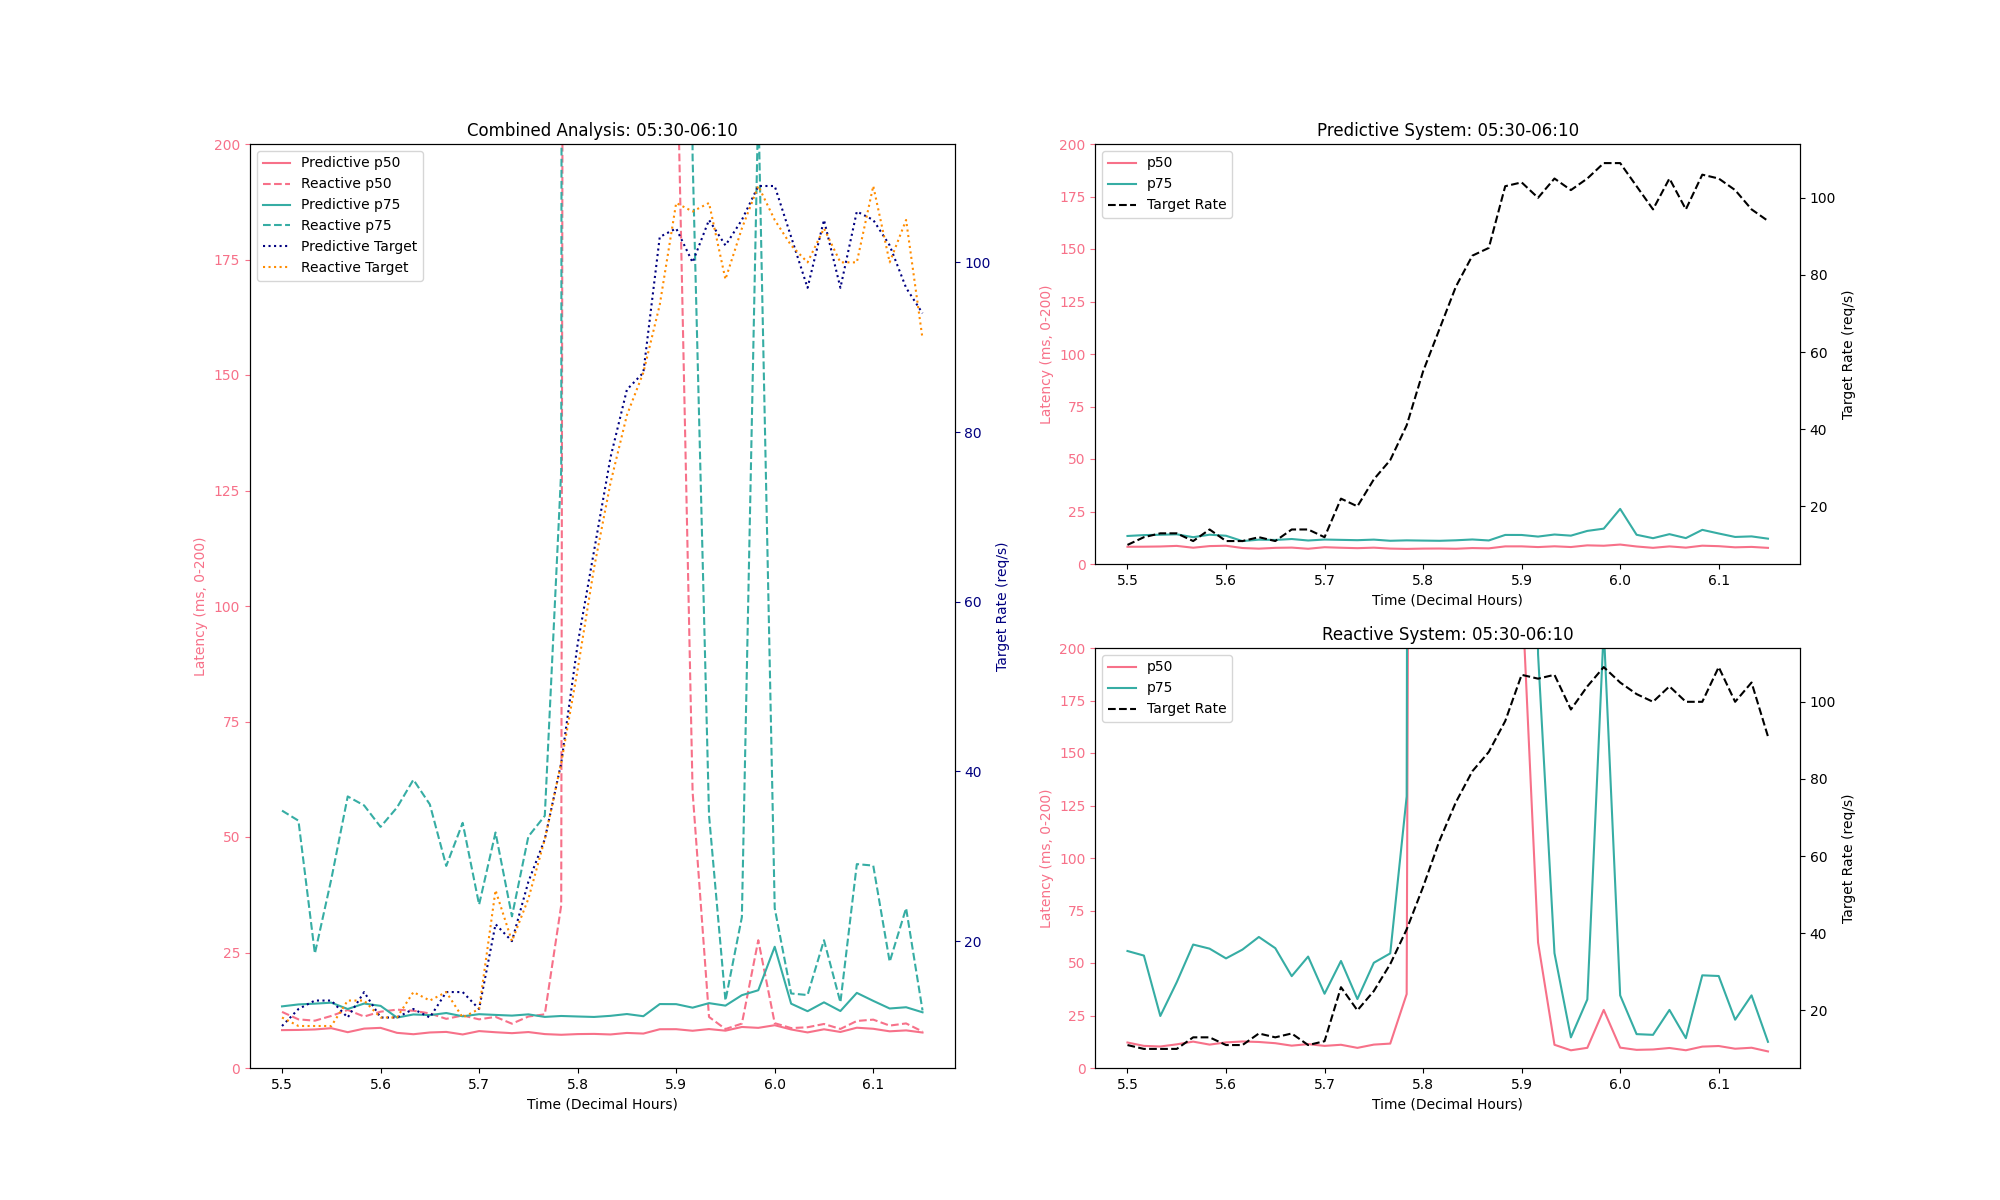 Combined Analysis: 05:30-06:10
Predictive p50
Reactive p50
Predictive p75
Reactive p75
Predictive Target
Reactive Target
200
175
150
125
100
75
50
25
0
Latency (ms, 0-200)
100
80
60
40
20
Target Rate (req/s)
5.5 5.6 5.7 5.8 5.9 6.0 6.1
Time (Decimal Hours)
Predictive System: 05:30-06:10
p50
p75
Target Rate
200
175
150
125
100
75
50
25
0
Latency (ms, 0-200)
100
80
60
40
20
Target Rate (req/s)
5.5 5.6 5.7 5.8 5.9 6.0 6.1
Time (Decimal Hours)
Reactive System: 05:30-06:10
p50
p75
Target Rate
200
175
150
125
100
75
50
25
0
Latency (ms, 0-200)
100
80
60
40
20
Target Rate (req/s)
5.5 5.6 5.7 5.8 5.9 6.0 6.1
Time (Decimal Hours)